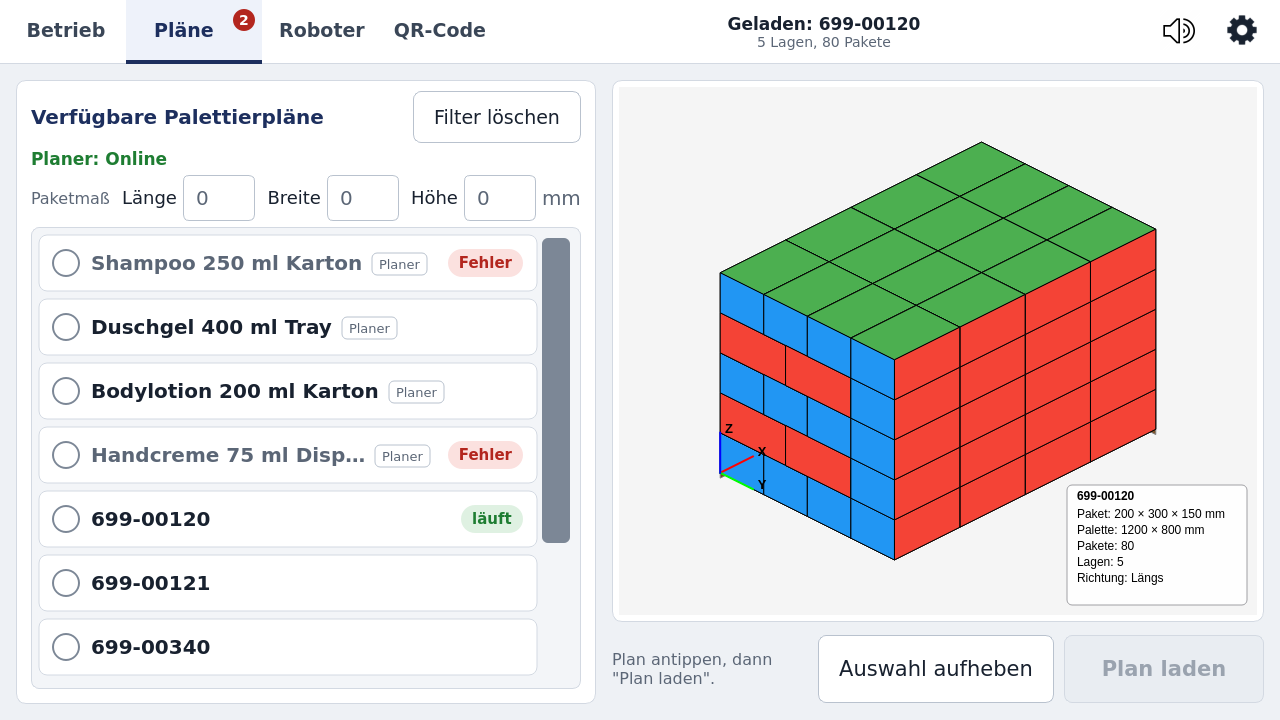 Betrieb
Pläne
2
Roboter
QR-Code
Geladen: 699-00120
5 Lagen, 80 Pakete
Verfügbare Palettierpläne
Filter löschen
Planer: Online
Paketmaß Länge 0 Breite 0 Höhe 0 mm
Shampoo 250 ml Karton Planer Fehler
Duschgel 400 ml Tray Planer
Bodylotion 200 ml Karton Planer
Handcreme 75 ml Disp... Planer Fehler
699-00120 läuft
699-00121
699-00340
Z
X
Y
699-00120
Paket: 200 × 300 × 150 mm
Palette: 1200 × 800 mm
Pakete: 80
Lagen: 5
Richtung: Längs
Plan antippen, dann
"Plan laden".
Auswahl aufheben
Plan laden